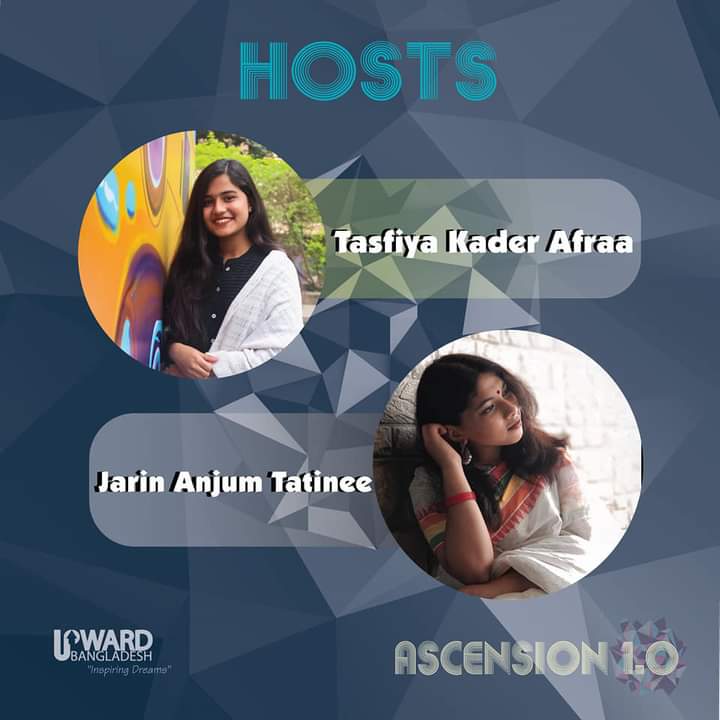 HOSTS
Tasfiya Kader Afraa
Jarin Anjum Tatinee
UPWARD
BANGLADESH
"Inspiring Dreams"
ASCENSION 1.0